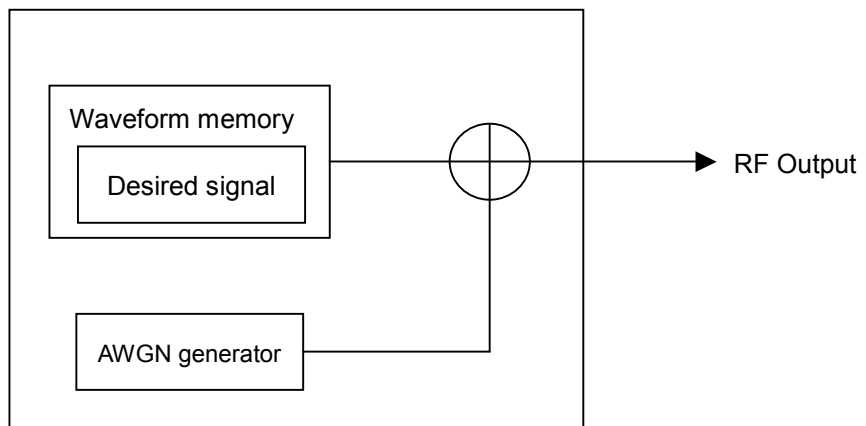 Waveform memory
Desired signal
RF Output
AWGN generator